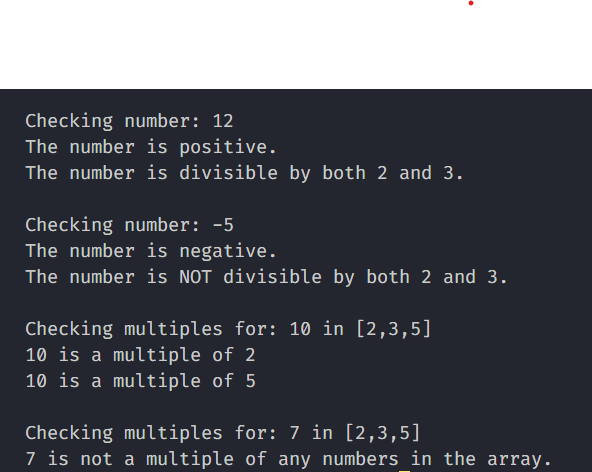 Checking number: 12
The number is positive.
The number is divisible by both 2 and 3.
Checking number: -5
The number is negative.
The number is NOT divisible by both 2 and 3.
Checking multiples for: 10 in [2,3,5]
10 is a multiple of 2
10 is a multiple of 5
Checking multiples for: 7 in [2,3,5]
7 is not a multiple of any numbers in the array.